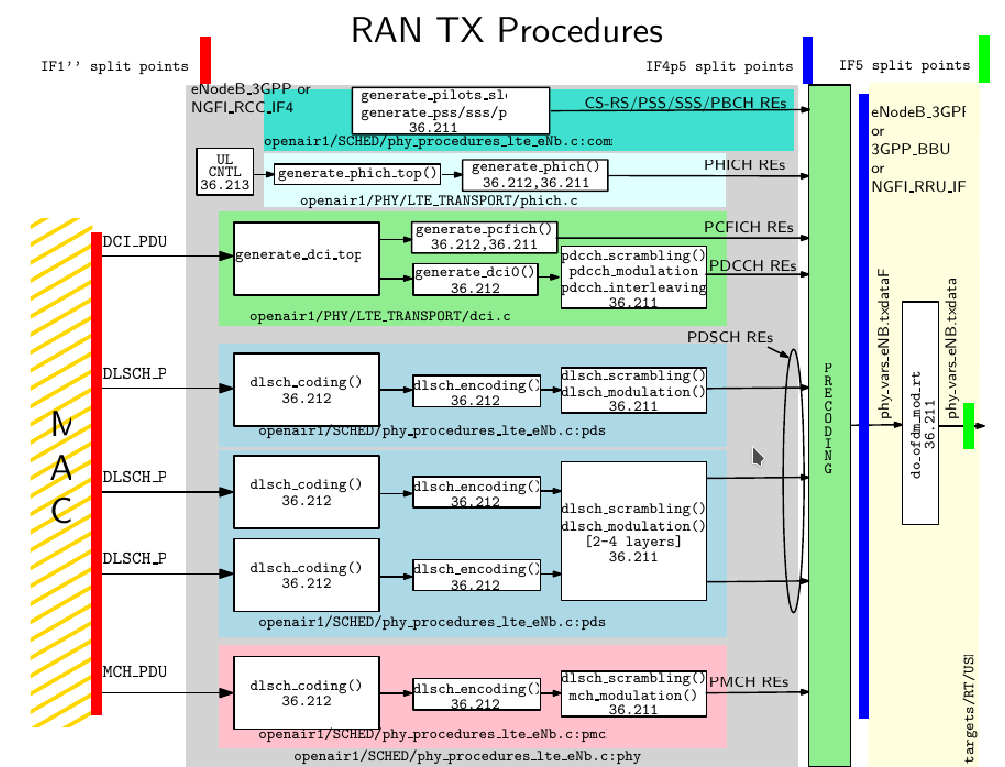 RAN TX Procedures
IF1'' split points
IF4p5 split points
IF5 split points
eNodeB_3GPP or
NGFI_RCC_IF4
generate_pilots_sl
generate_pss/sss/p
36.211
CS-RS/PSS/SSS/PBCH REs
openair1/SCHED/phy_procedures_lte_eNb.c:com
UL
CNTL
36.213
generate_phich_top()
generate_phich()
36.212,36.211
PHICH REs
openair1/PHY/LTE_TRANSPORT/phich.c
eNodeB_3GPP
or
3GPP_BBU
or
NGFI_RRU_IF
DCI_PDU
generate_dci_top
generate_pcfich()
36.212,36.211
PCFICH REs
generate_dci0()
36.212
pdcch_scrambling()
pdcch_modulation
pdcch_interleaving
36.211
PDCCH REs
openair1/PHY/LTE_TRANSPORT/dci.c
PDSCH REs
DLSCH_P
dlsch_coding()
36.212
dlsch_encoding()
36.212
dlsch_scrambling()
dlsch_modulation()
36.211
openair1/SCHED/phy_procedures_lte_eNb.c:pds
MAC
DLSCH_P
dlsch_coding()
36.212
dlsch_encoding()
36.212
dlsch_scrambling()
dlsch_modulation()
[2-4 layers]
36.211
DLSCH_P
dlsch_coding()
36.212
dlsch_encoding()
36.212
openair1/SCHED/phy_procedures_lte_eNb.c:pds
MCH_PDU
dlsch_coding()
36.212
dlsch_encoding()
36.212
dlsch_scrambling()
mch_modulation()
36.211
PMCH REs
openair1/SCHED/phy_procedures_lte_eNb.c:pmc
openair1/SCHED/phy_procedures_lte_eNb.c:phy
PRECODING
phy_vars_eNB.txdataF
do_ofdm_mod_rt
36.211
phy_vars_eNB.txdata
targets/RT/US